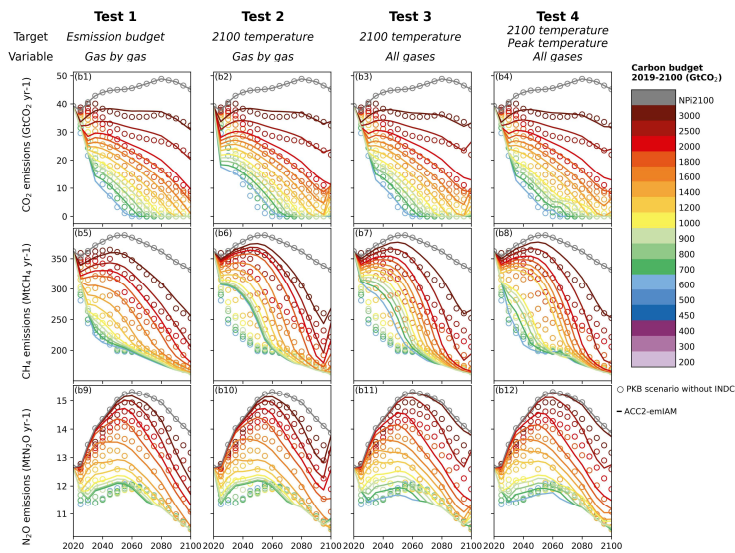 Test 1 Test 2 Test 3 Test 4
Target Esmission budget 2100 temperature 2100 temperature 2100 temperature
Peak temperature
Variable Gas by gas Gas by gas All gases All gases
Carbon budget
2019-2100 (GtCO2)
CO2 emissions (GtCO2 yr-1)
50
40
30
20
10
0
(b1) (b2) (b3) (b4)
CH4 emissions (MtCH4 yr-1)
350
300
250
200
(b5) (b6) (b7) (b8)
N2O emissions (MtN2O yr-1)
15
14
13
12
11
(b9) (b10) (b11) (b12)
2020 2040 2060 2080 2100
2020 2040 2060 2080 2100
2020 2040 2060 2080 2100
2020 2040 2060 2080 2100
NPi2100
3000
2500
2000
1800
1600
1400
1200
1000
900
800
700
600
500
450
400
300
200
PKB scenario without INDC
ACC2-emIAM